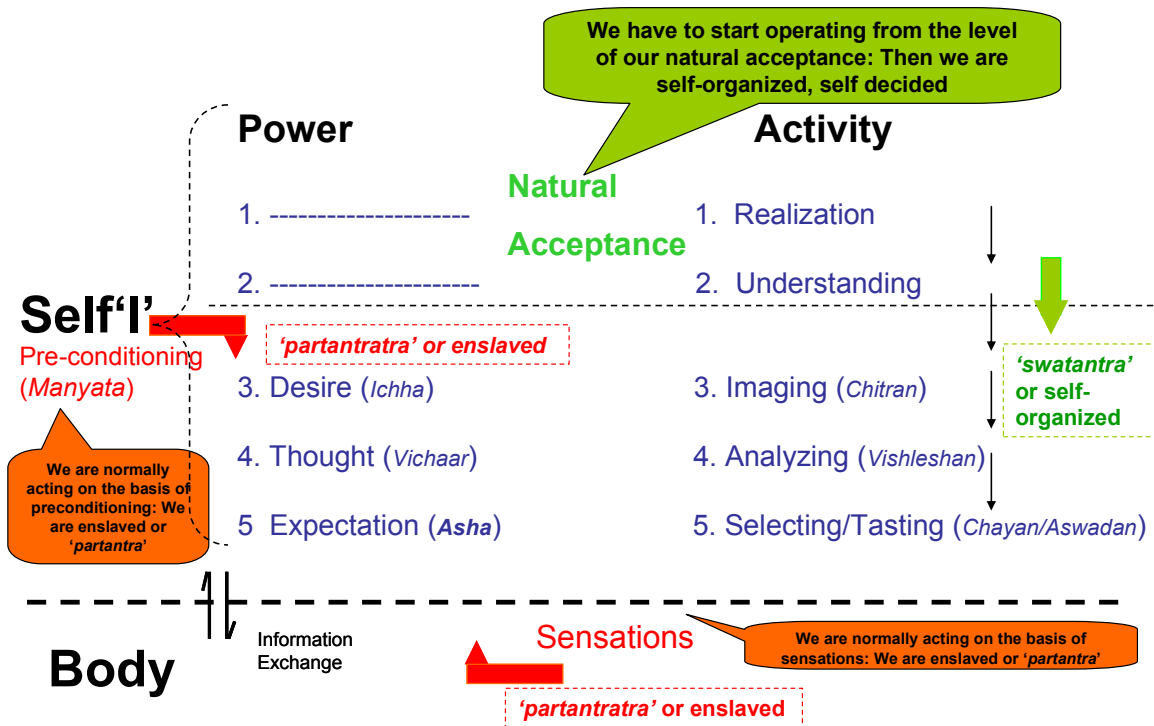 We have to start operating from the level
of our natural acceptance: Then we are
self-organized, self decided
Power
Activity
Natural
Acceptance
1. ---------------------
1. Realization
2. ---------------------
2. Understanding
Self'I'
Pre-conditioning
(Manyata)
'partantratra' or enslaved
'swatantra'
or self-
organized
3. Desire (Ichha)
3. Imaging (Chitran)
4. Thought (Vichaar)
4. Analyzing (Vishleshan)
5 Expectation (Asha)
5. Selecting/Tasting (Chayan/Aswadan)
We are normally
acting on the basis of
preconditioning: We
are enslaved or
'partantra'
Information
Exchange
Body
Sensations
We are normally acting on the basis of
sensations: We are enslaved or 'partantra'
'partantratra' or enslaved